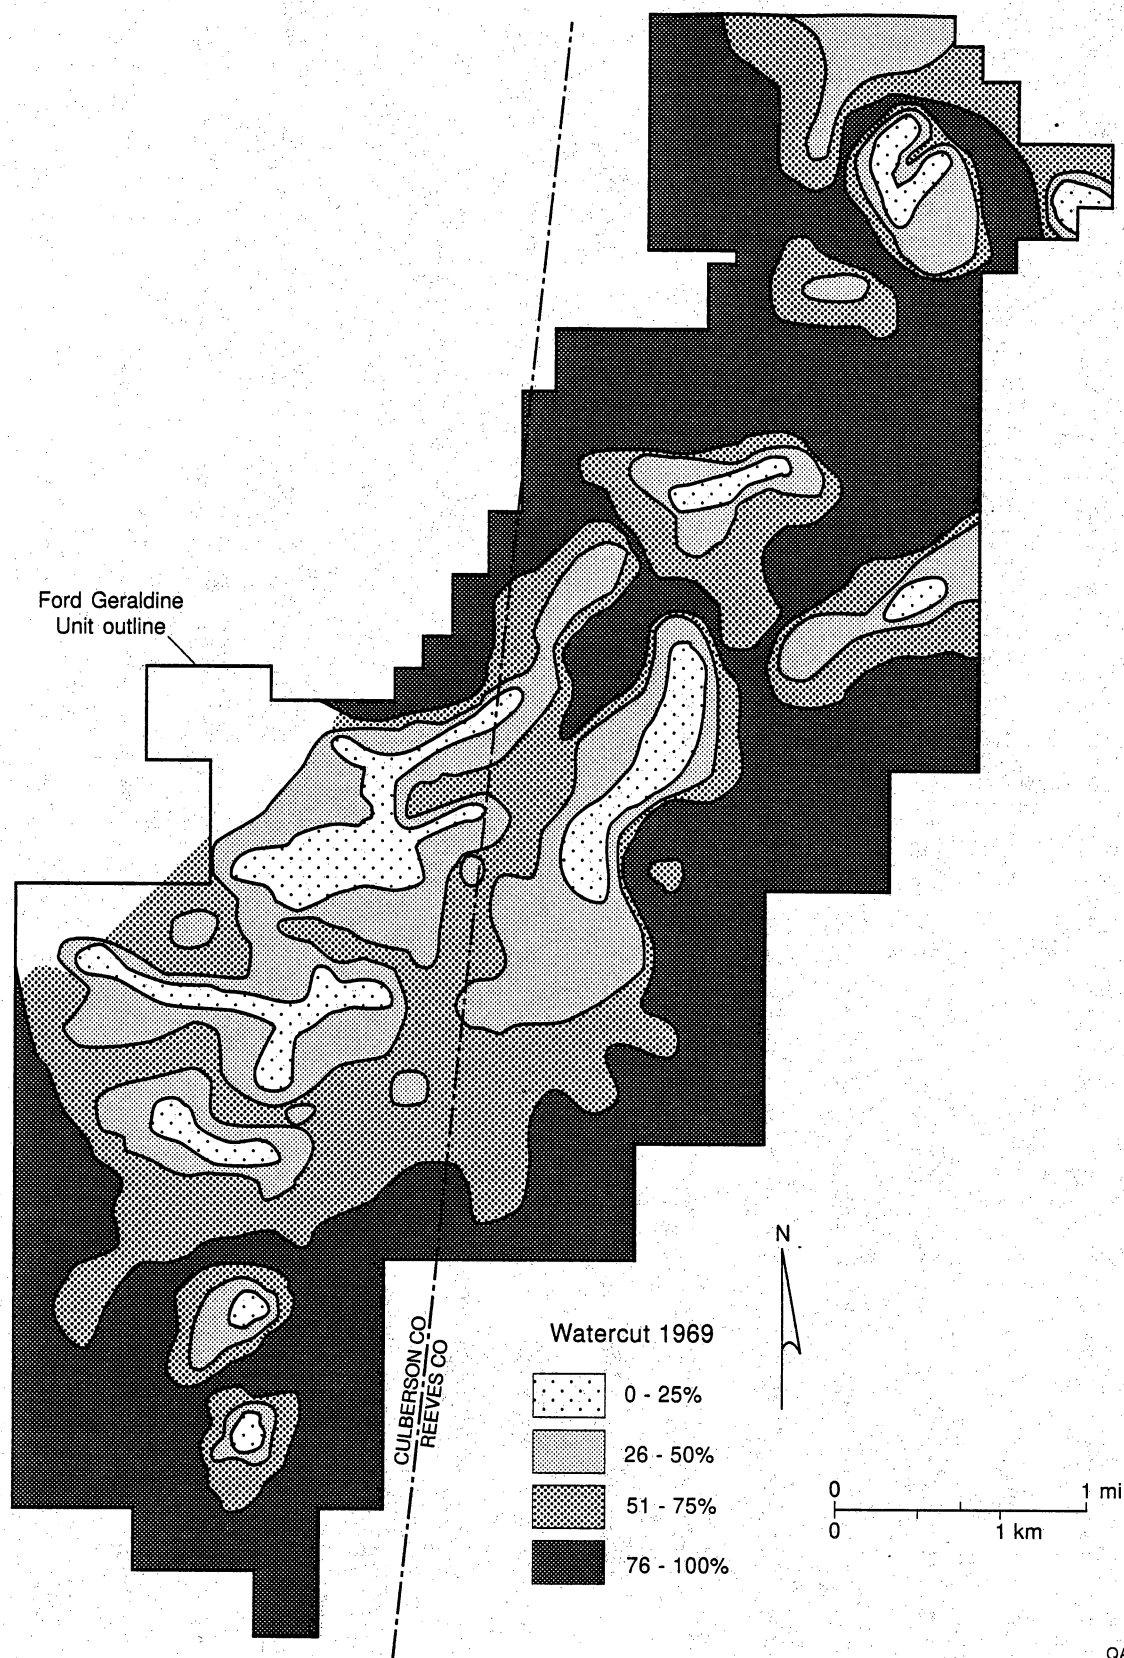 Ford Geraldine
Unit outline
CULBERSON CO
REEVES CO
N
Watercut 1969
0 - 25%
26 - 50%
51 - 75%
76 - 100%
0 1 mi
0 1 km
QA